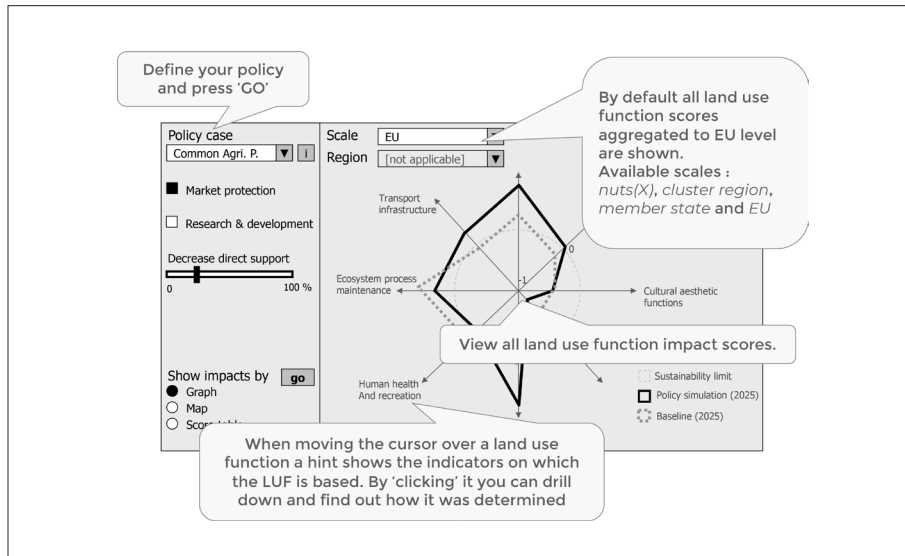 Define your policy
and press ‘GO’
By default all land use
function scores
aggregated to EU level
are shown.
Available scales :
nuts(X), cluster region,
member state and EU
Policy case
Common Agri. P.
i
Scale
EU
Region
[not applicable]
Market protection
Research & development
Decrease direct support
0
100 %
Transport
infrastructure
0
Ecosystem process
maintenance
-1
Cultural aesthetic
functions
View all land use function impact scores.
Show impacts by
go
Graph
Map
Human health
And recreation
Sustainability limit
Policy simulation (2025)
Baseline (2025)
When moving the cursor over a land use
function a hint shows the indicators on which
the LUF is based. By ‘clicking’ it you can drill
down and find out how it was determined